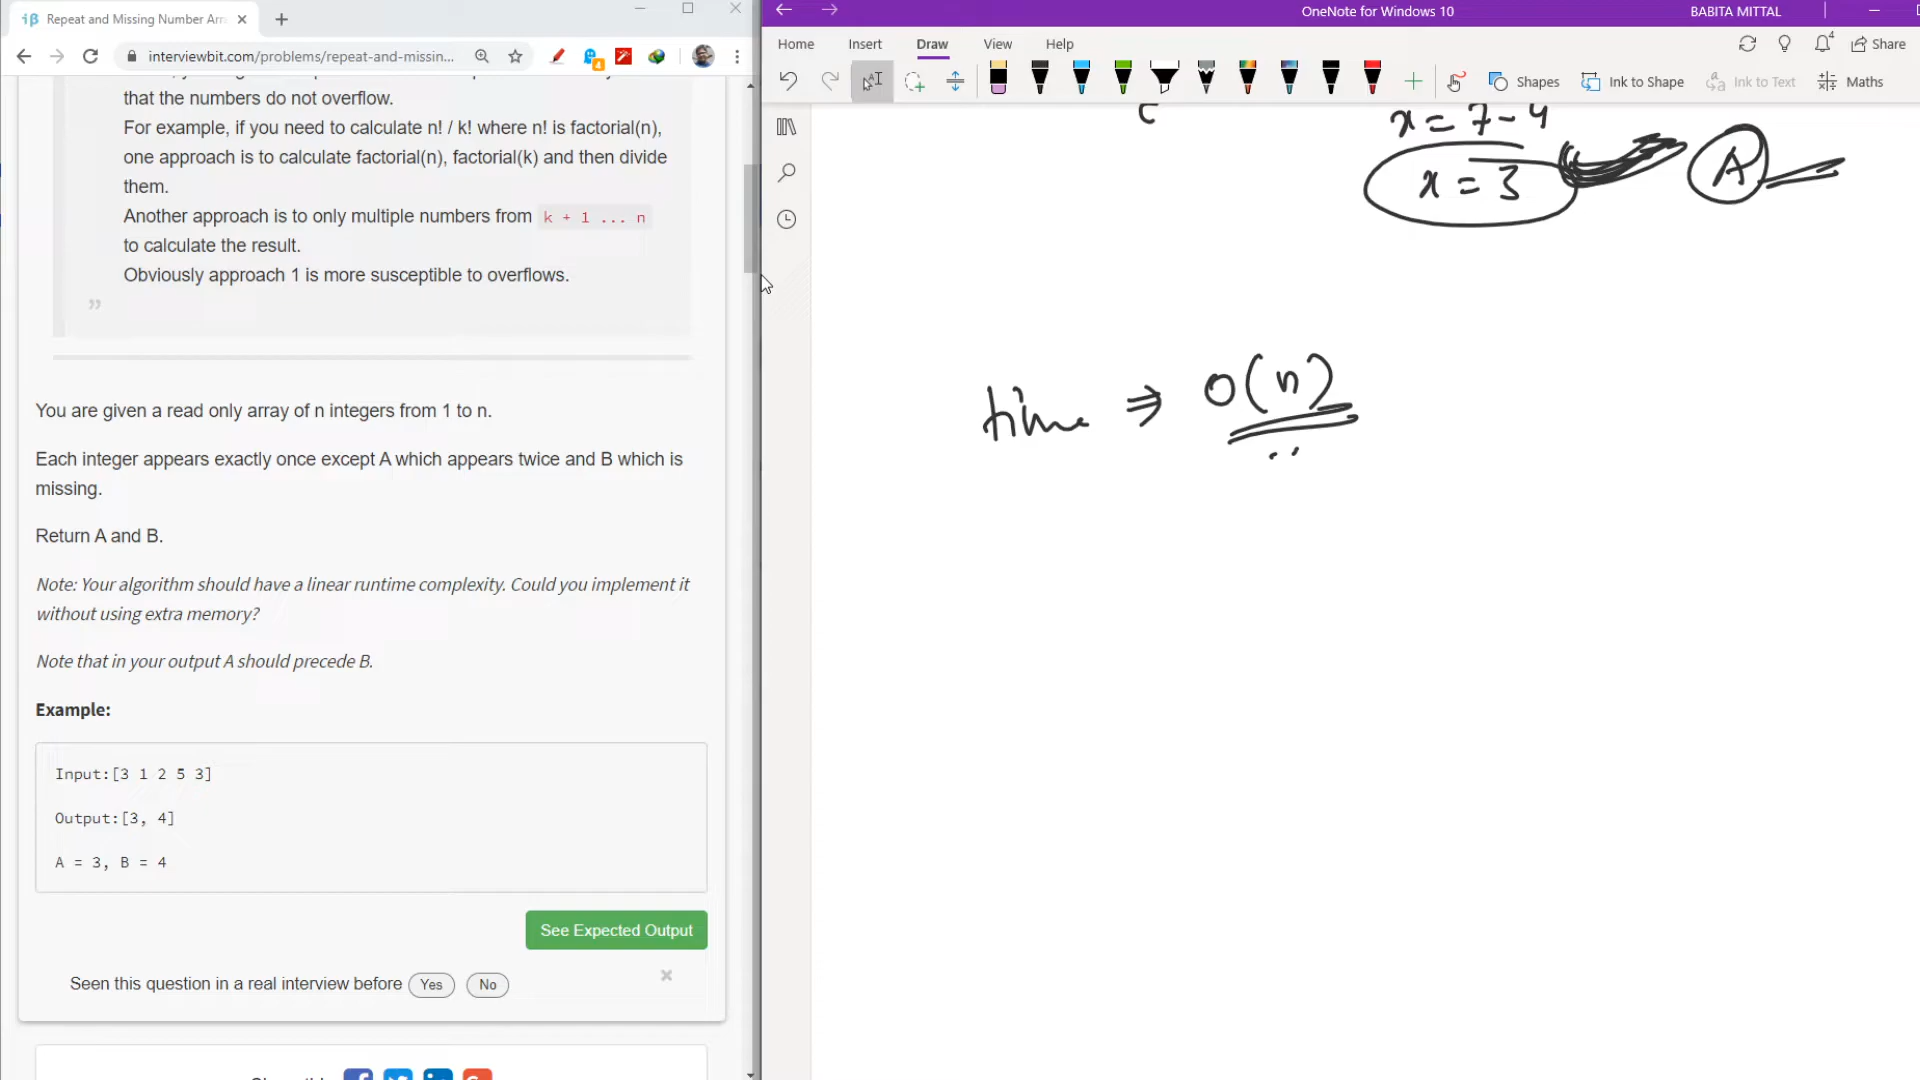 Repeat and Missing Number Arr
interviewbit.com/problems/repeat-and-missin...
4
that the numbers do not overflow.
For example, if you need to calculate n! / k! where n! is factorial(n),
one approach is to calculate factorial(n), factorial(k) and then divide
them.
Another approach is to only multiple numbers from k + 1 ... n
to calculate the result.
Obviously approach 1 is more susceptible to overflows.
”
You are given a read only array of n integers from 1 to n.
Each integer appears exactly once except A which appears twice and B which is
missing.
Return A and B.
Note: Your algorithm should have a linear runtime complexity. Could you implement it
without using extra memory?
Note that in your output A should precede B.
Example:
Input:[3 1 2 5 3]
Output:[3, 4]
A = 3, B = 4
See Expected Output
Seen this question in a real interview before Yes No
OneNote for Windows 10
BABITA MITTAL
Home Insert Draw View Help
4
Share
Shapes Ink to Shape Ink to Text Maths
x = 7 - 4
x = 3
A
time ⇒ O(n)